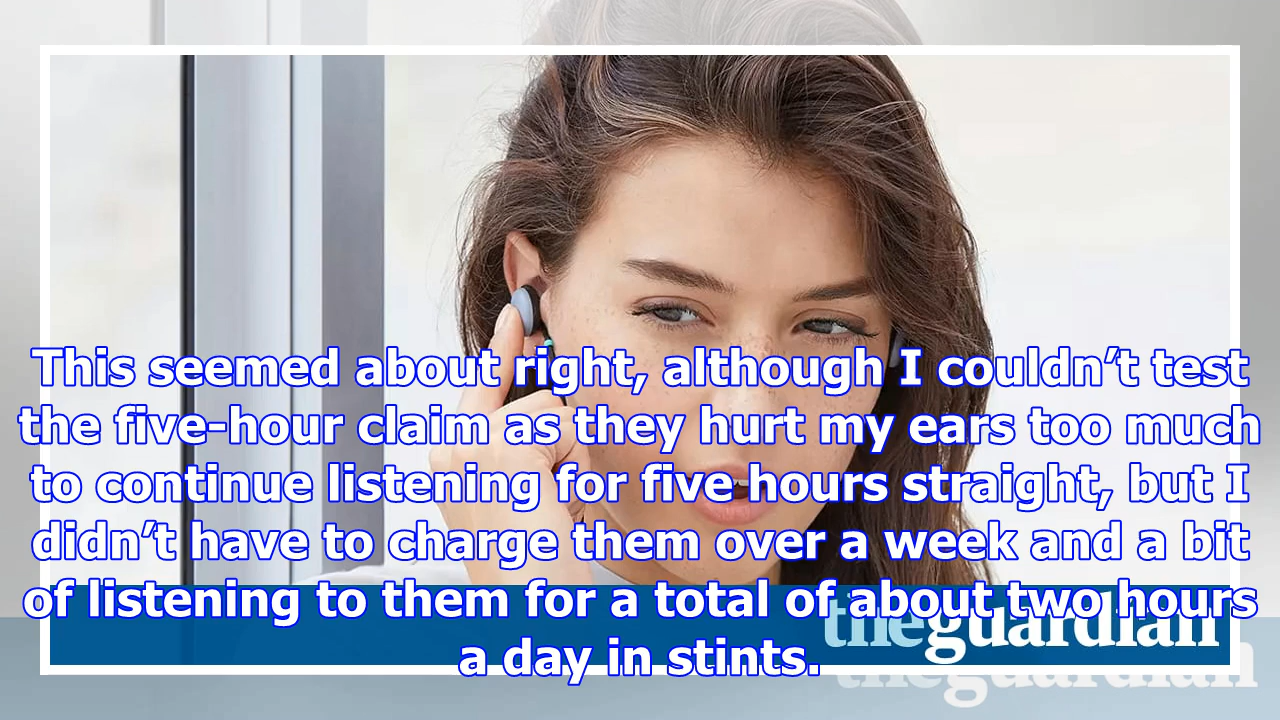 This seemed about right, although I couldn’t test
the five-hour claim as they hurt my ears too much
to continue listening for five hours straight, but I
didn’t have to charge them over a week and a bit
of listening to them for a total of about two hours
a day in stints.
theguardian
theguardian